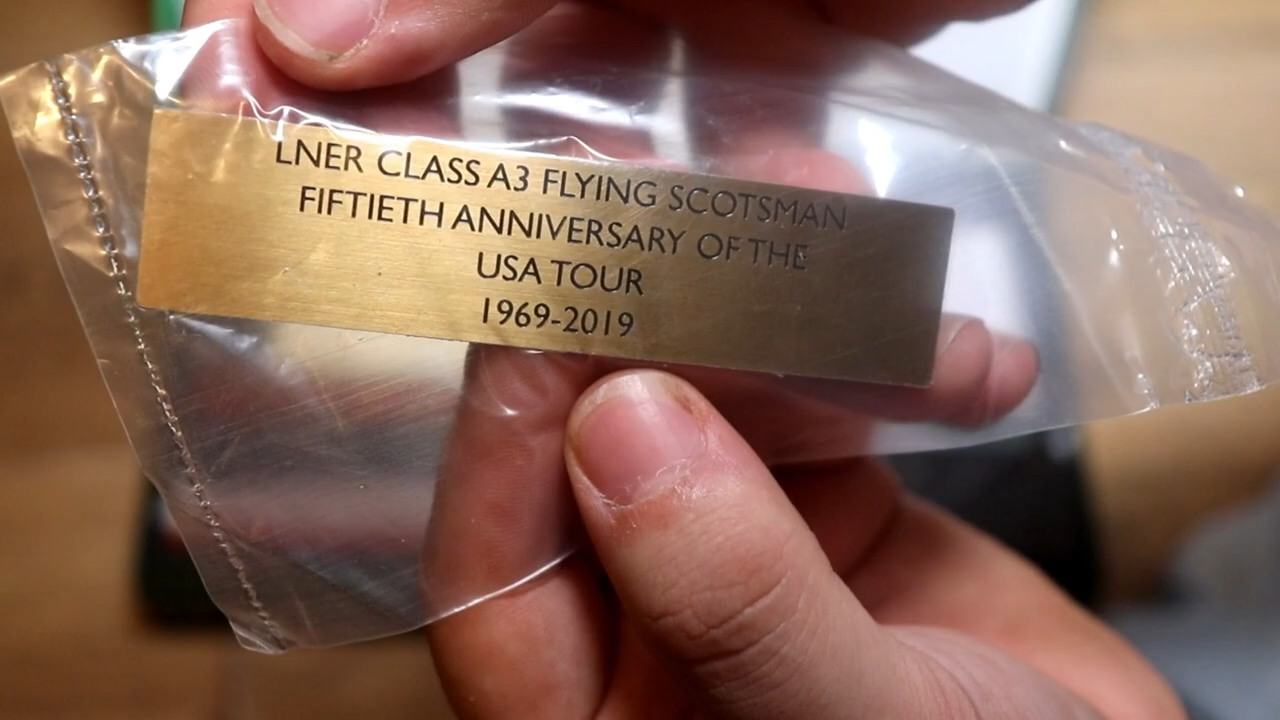 LNER CLASS A3 FLYING SCOTSMAN
FIFTIETH ANNIVERSARY OF THE
USA TOUR
1969-2019